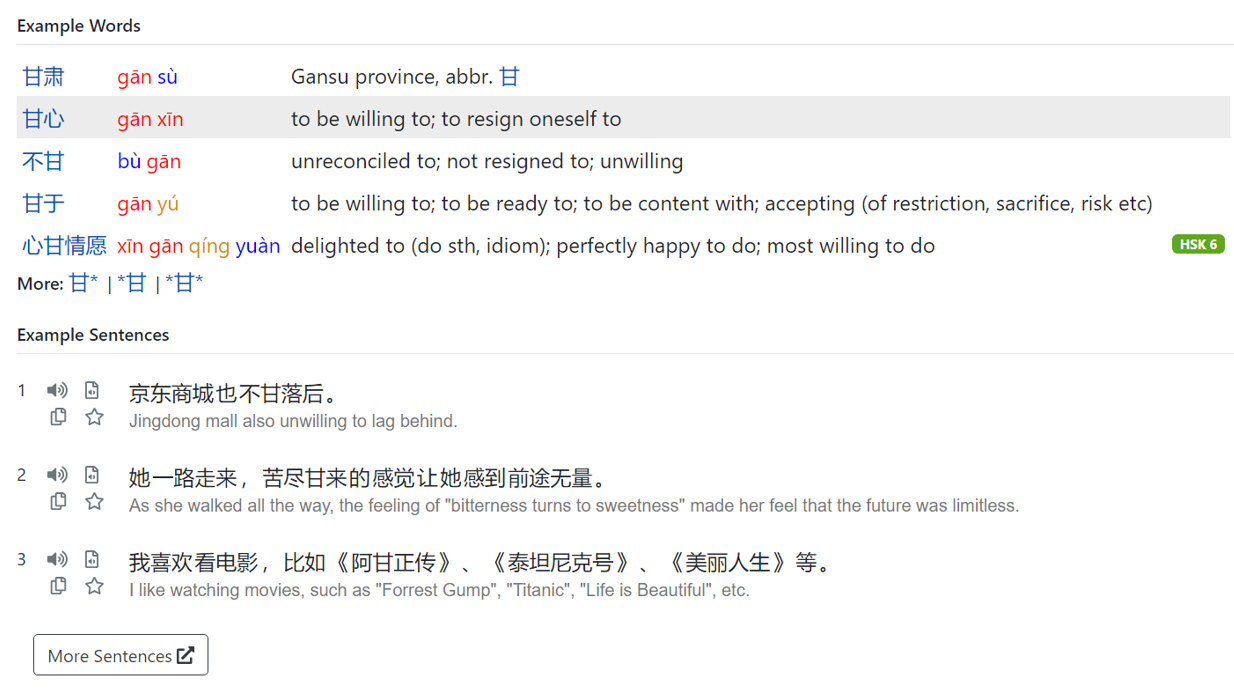 Example Words
甘肃 gān sù Gansu province, abbr. 甘
甘心 gān xīn to be willing to; to resign oneself to
不甘 bù gān unreconciled to; not resigned to; unwilling
甘于 gān yú to be willing to; to be ready to; to be content with; accepting (of restriction, sacrifice, risk etc)
心甘情愿 xīn gān qíng yuàn delighted to (do sth, idiom); perfectly happy to do; most willing to do HSK 6
More: 甘* | *甘 | *甘*
Example Sentences
1 京东商城也不甘落后。
Jingdong mall also unwilling to lag behind.
2 她一路走来，苦尽甘来的感觉让她感到前途无量。
As she walked all the way, the feeling of "bitterness turns to sweetness" made her feel that the future was limitless.
3 我喜欢看电影，比如《阿甘正传》、《泰坦尼克号》、《美丽人生》等。
I like watching movies, such as "Forrest Gump", "Titanic", "Life is Beautiful", etc.
More Sentences